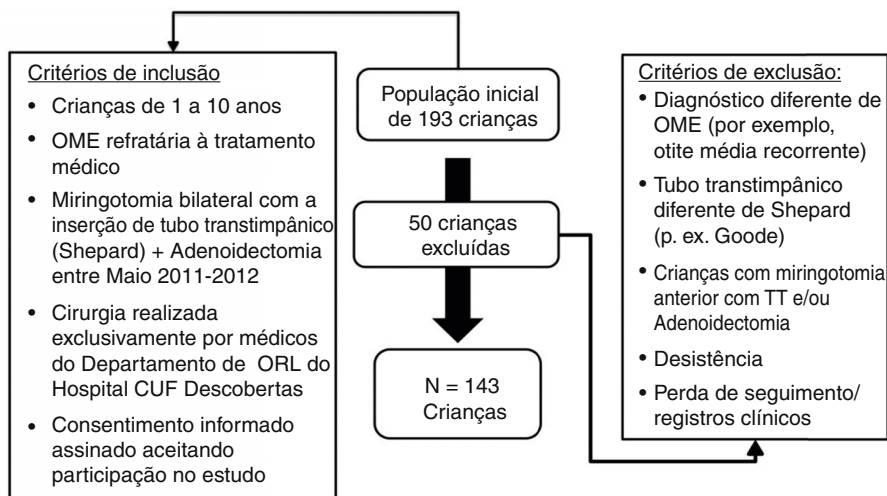 Critérios de inclusão
• Crianças de 1 a 10 anos
• OME refratária à tratamento
médico
• Miringotomia bilateral com a
inserção de tubo transtimpânico
(Shepard) + Adenoidectomia
entre Maio 2011-2012
• Cirurgia realizada
exclusivamente por médicos
do Departamento de ORL do
Hospital CUF Descobertas
• Consentimento informado
assinado aceitando
participação no estudo
População inicial
de 193 crianças
50 crianças
excluídas
N = 143
Crianças
Critérios de exclusão:
• Diagnóstico diferente de
OME (por exemplo,
otite média recorrente)
• Tubo transtimpânico
diferente de Shepard
(p. ex. Goode)
• Crianças com miringotomia
anterior com TT e/ou
Adenoidectomia
• Desistência
• Perda de seguimento/
registros clínicos